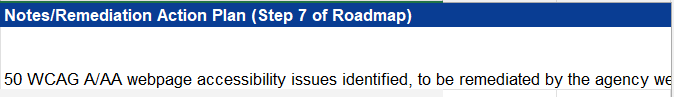 Notes/Remediation Action Plan (Step 7 of Roadmap)
50 WCAG A/AA webpage accessibility issues identified, to be remediated by the agency